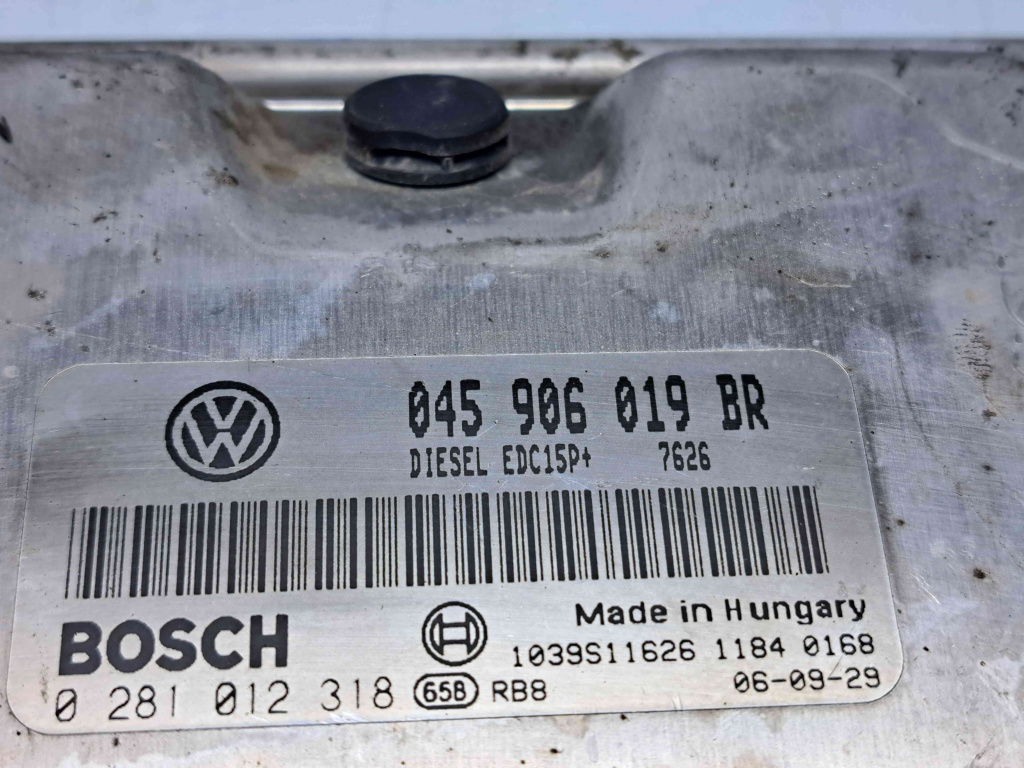 045 906 019 BR
DIESEL EDC15P+ 7626
BOSCH
Made in Hungary
1039S11626 1184 0168
0 281 012 318 65B RB8
06-09-29